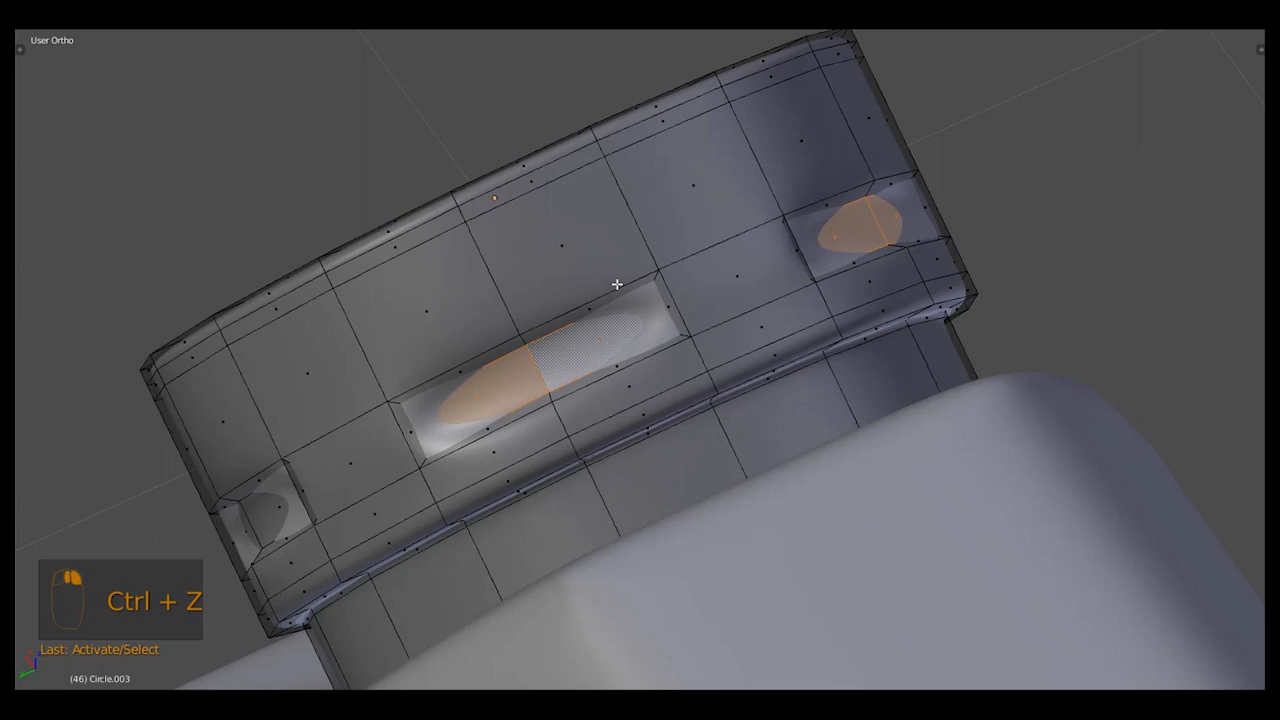 User Ortho
Ctrl + Z
Last: Activate/Select
(46) Circle.003